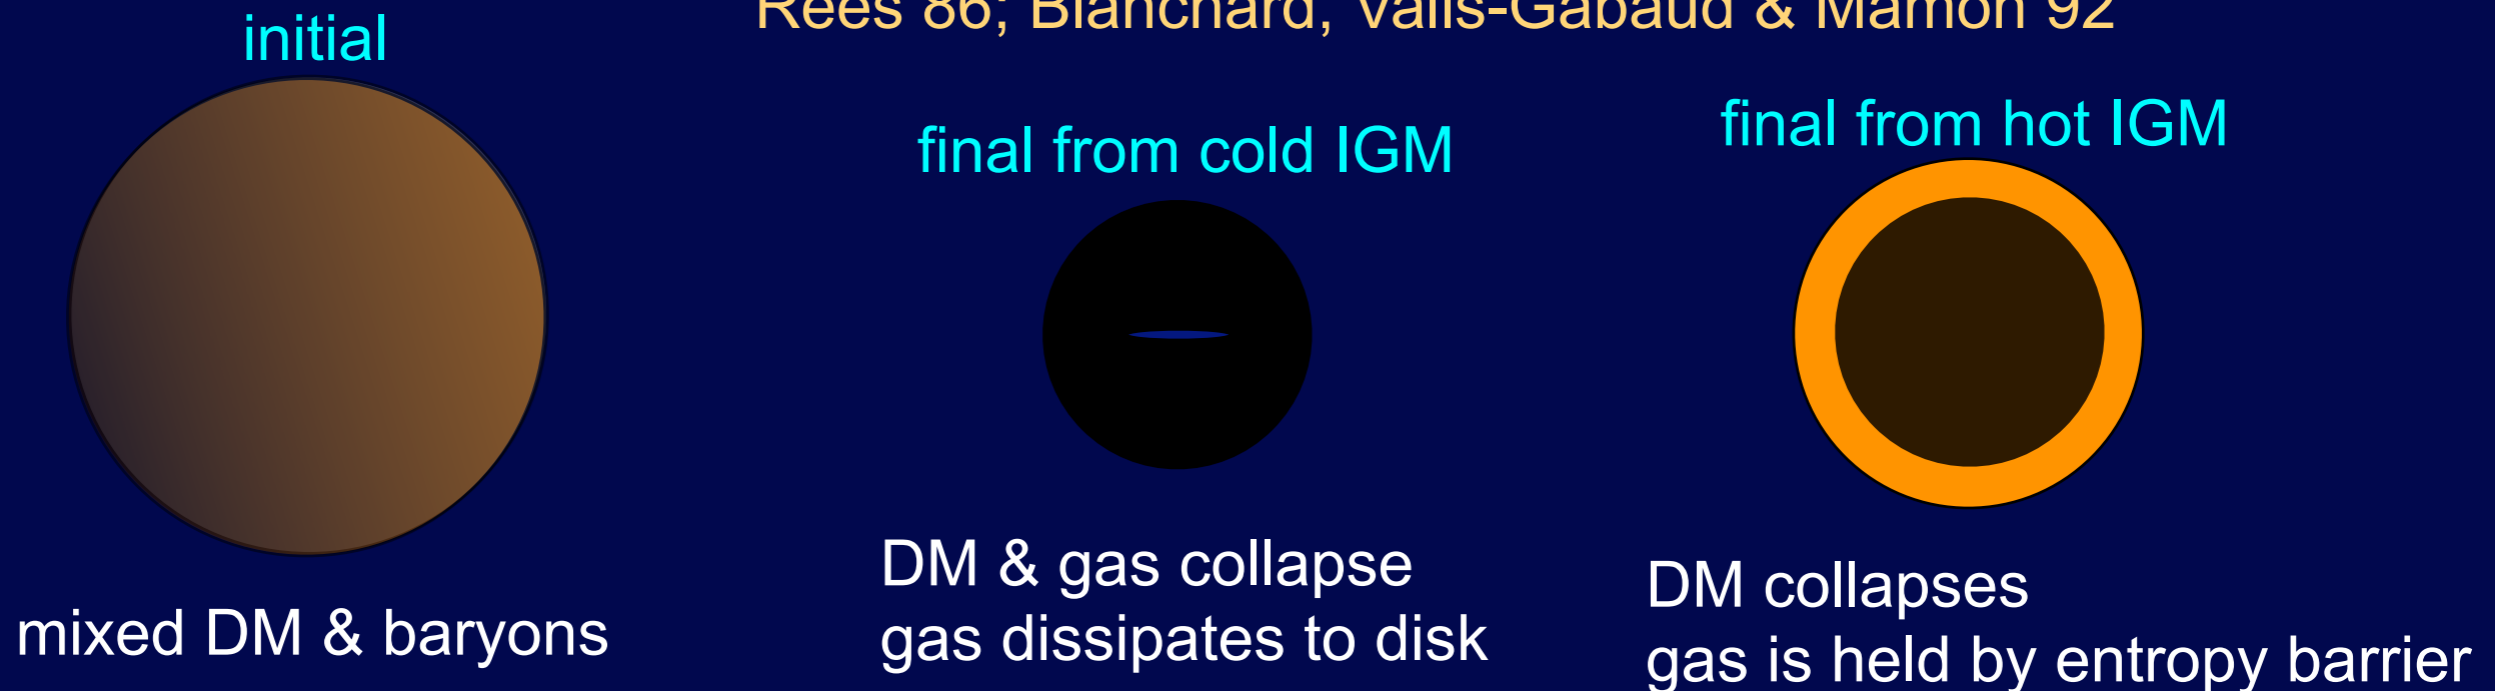 Rees 86; Blanchard, Valls-Gabaud & Mamon 92
initial
final from cold IGM
final from hot IGM
mixed DM & baryons
DM & gas collapse
gas dissipates to disk
DM collapses
gas is held by entropy barrier